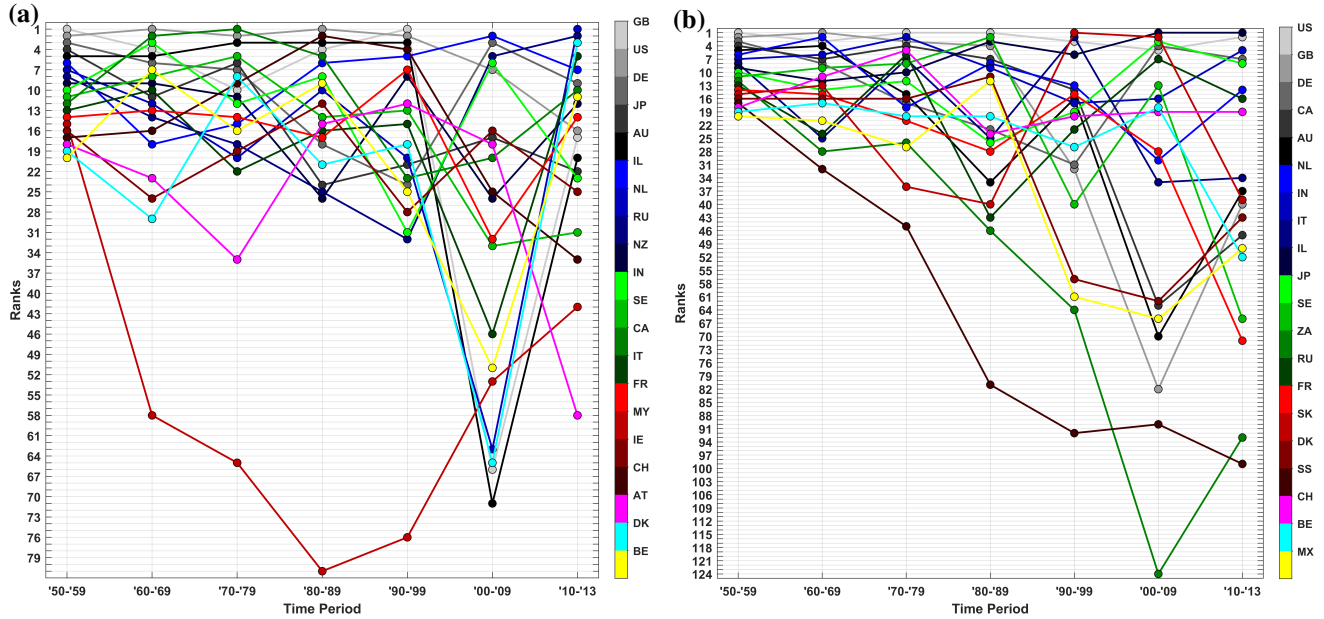 (a)
1
4
7
10
13
16
19
22
25
28
31
34
37
40
43
46
49
52
55
58
61
64
67
70
73
76
79
Ranks
'50-'59
'60-'69
'70-'79
'80-'89
'90-'99
'00-'09
'10-'13
Time Period
GB
US
DE
JP
AU
IL
NL
RU
NZ
IN
SE
CA
IT
FR
MY
IE
CH
AT
DK
BE
(b)
1
4
7
10
13
16
19
22
25
28
31
34
37
40
43
46
49
52
55
58
61
64
67
70
73
76
79
82
85
88
91
94
97
100
103
106
109
112
115
118
121
124
Ranks
'50-'59
'60-'69
'70-'79
'80-'89
'90-'99
'00-'09
'10-'13
Time Period
US
GB
DE
CA
AU
NL
IN
IT
IL
JP
SE
ZA
RU
FR
SK
DK
SS
CH
BE
MX